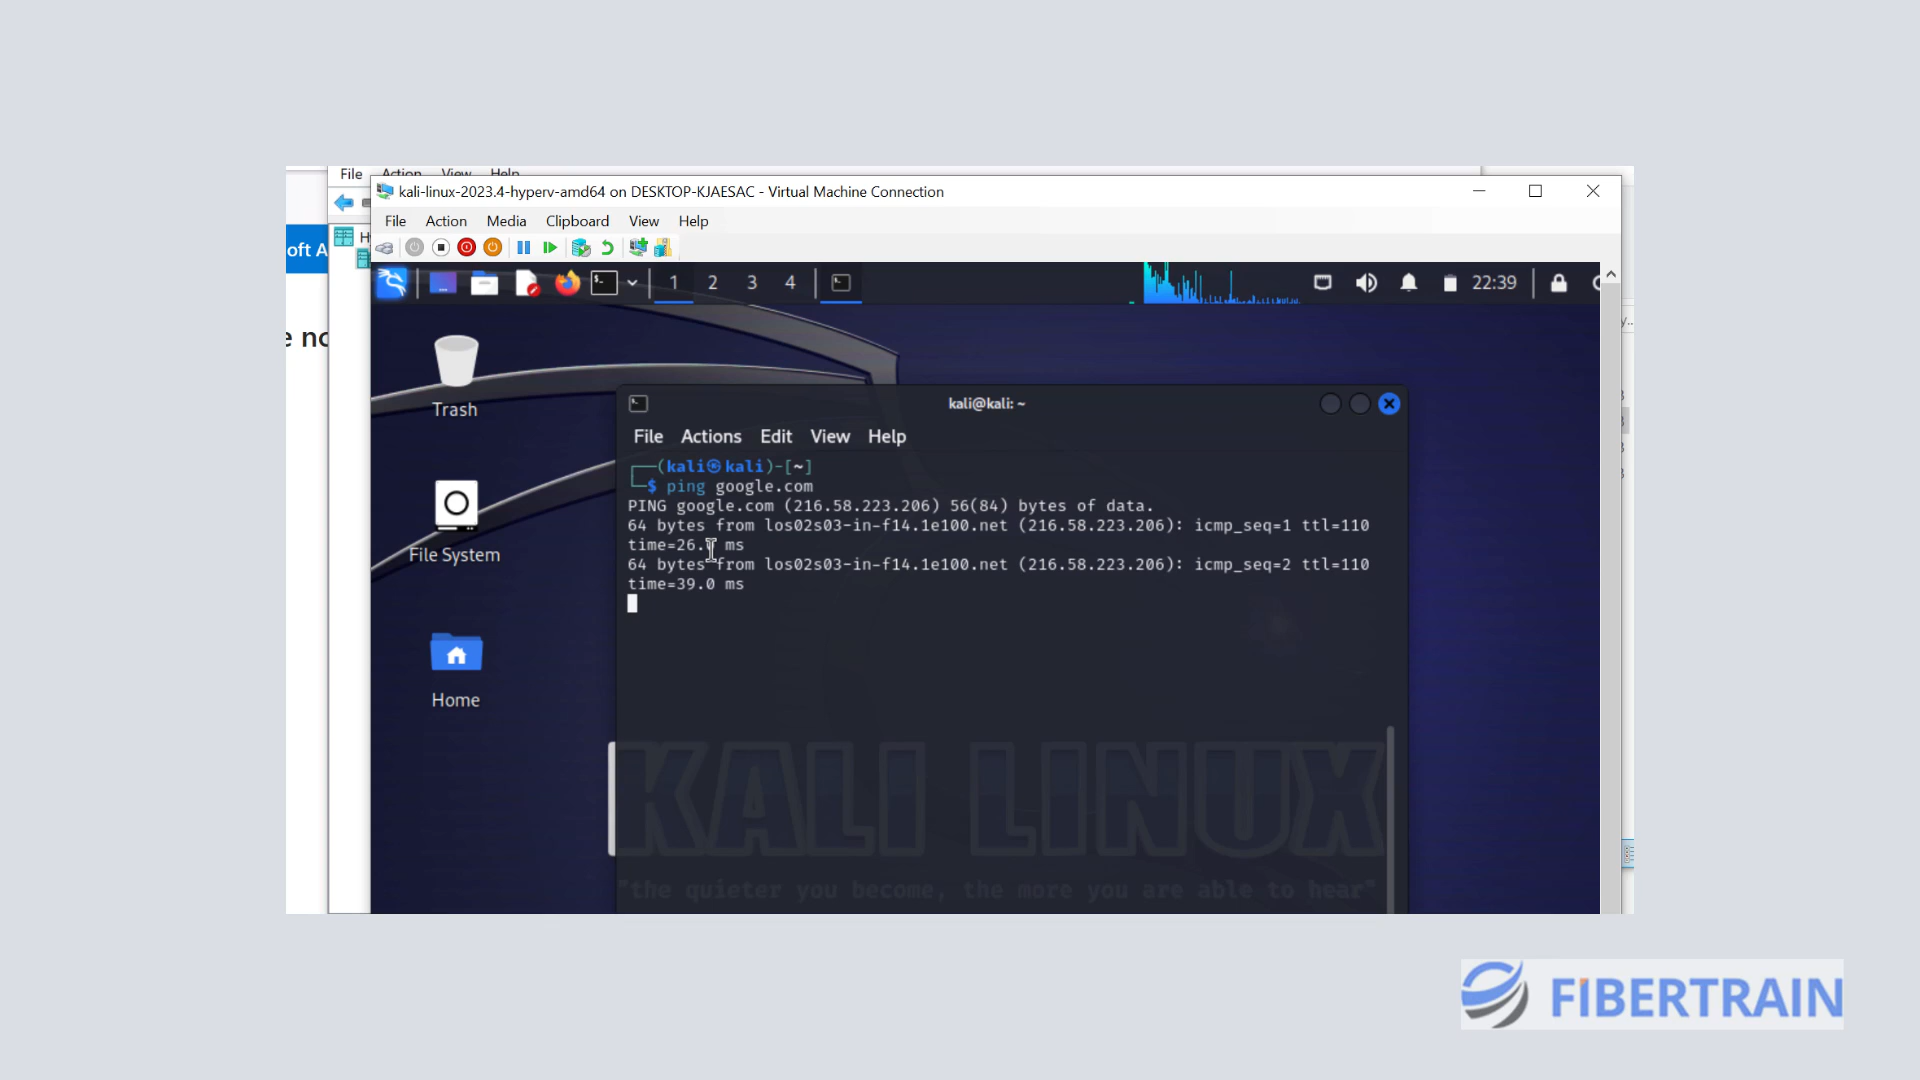 File Action View Help
kali-linux-2023.4-hyperv-amd64 on DESKTOP-KJAESAC - Virtual Machine Connection
File Action Media Clipboard View Help
oft A
1 2 3 4
22:39
e no
Trash
File System
Home
kali@kali: ~
File Actions Edit View Help
(kali㉿kali)-[~]
$ ping google.com
PING google.com (216.58.223.206) 56(84) bytes of data.
64 bytes from los02s03-in-f14.1e100.net (216.58.223.206): icmp_seq=1 ttl=110
ms
64 bytes from los02s03-in-f14.1e100.net (216.58.223.206): icmp_seq=2 ttl=110
time=39.0 ms
KALI LINUX
"the quieter you become, the more you are able to hear"
FIBERTRAIN